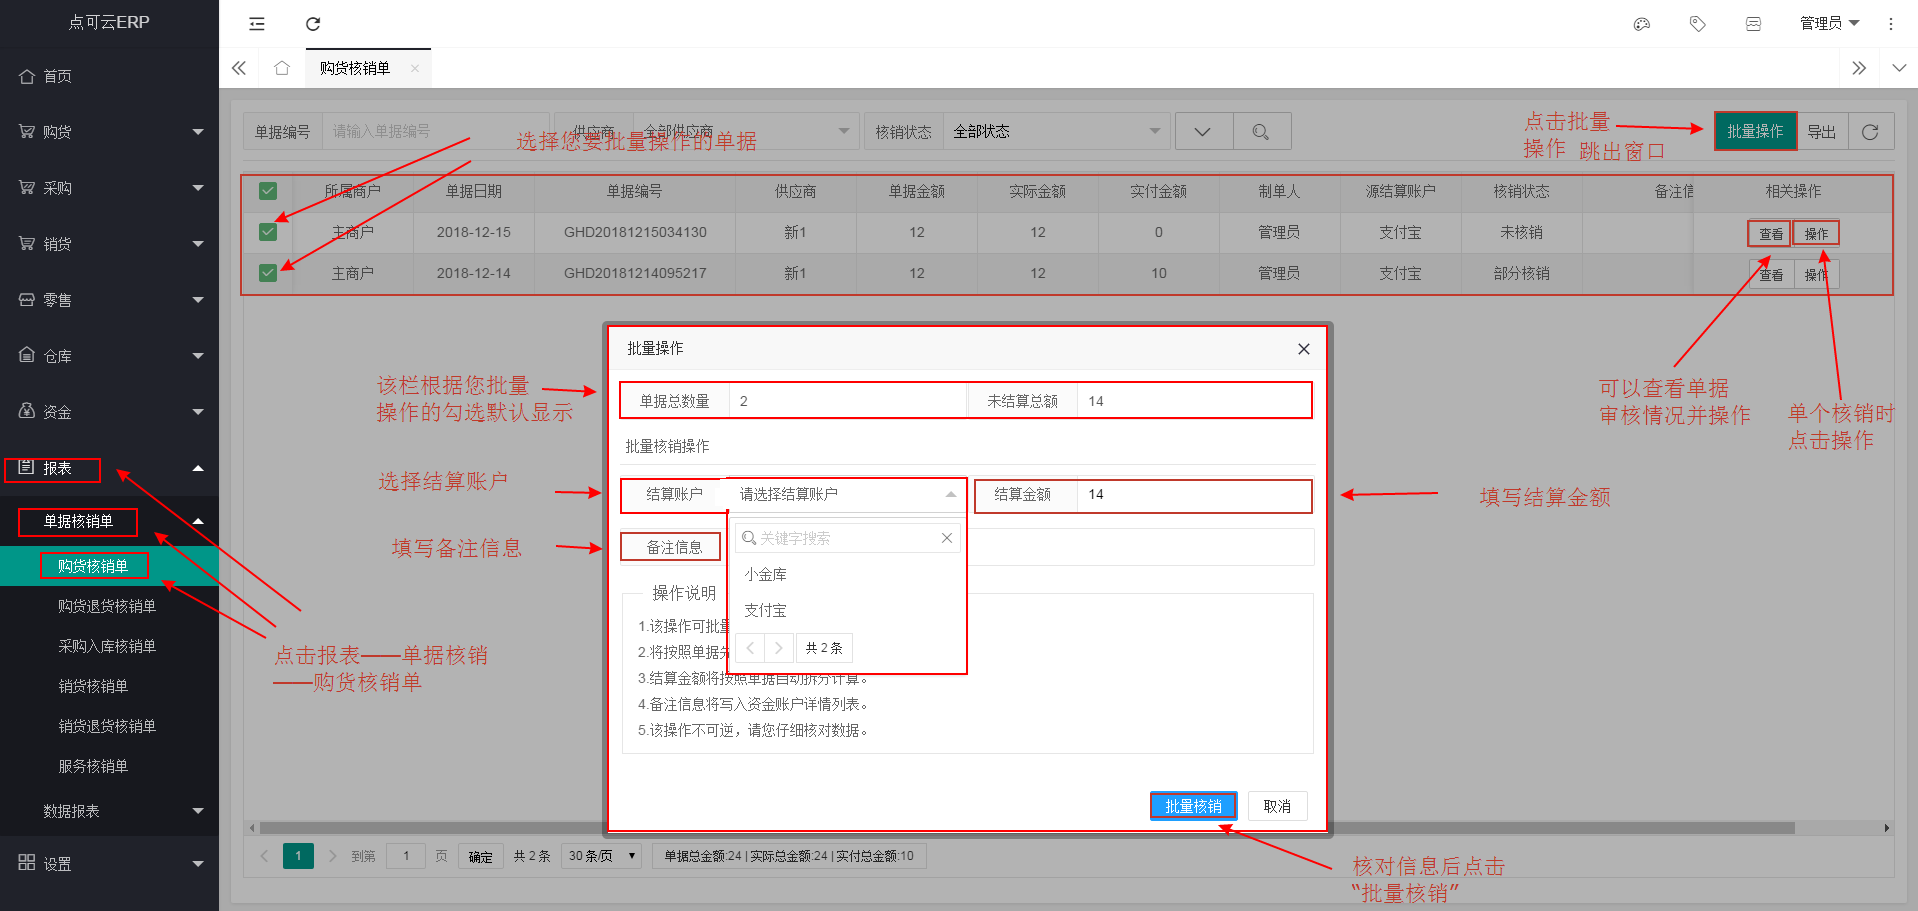 点可云ERP
管理员
首页
购货
采购
销货
零售
仓库
资金
报表
单据核销单
购货核销单
购货退货核销单
采购入库核销单
销货核销单
销货退货核销单
服务核销单
数据报表
设置
购货核销单
单据编号 请输入单据编号 供应商 全部供应商 核销状态 全部状态 批量操作 导出
选择您要批量操作的单据
点击批量
操作 跳出窗口
所属商户 单据日期 单据编号 供应商 单据金额 实际金额 实付金额 制单人 源结算账户 核销状态 备注信 相关操作
主商户 2018-12-15 GHD20181215034130 新1 12 12 0 管理员 支付宝 未核销 查看 操作
主商户 2018-12-14 GHD20181214095217 新1 12 12 10 管理员 支付宝 部分核销 查看 操作
可以查看单据
审核情况并操作
单个核销时
点击操作
批量操作
该栏根据您批量
操作的勾选默认显示
单据总数量 2 未结算总额 14
批量核销操作
选择结算账户
结算账户 请选择结算账户 结算金额 14
填写结算金额
填写备注信息
备注信息
关键字搜索
小金库
支付宝
共 2 条
操作说明
1.该操作可批量
2.将按照单据先
3.结算金额将按照单据自动拆分计算。
4.备注信息将写入资金账户详情列表。
5.该操作不可逆，请您仔细核对数据。
点击报表——单据核销
——购货核销单
批量核销 取消
核对信息后点击
“批量核销”
1 到第 1 页 确定 共 2 条 30 条/页 单据总金额:24 | 实际总金额:24 | 实付总金额:10